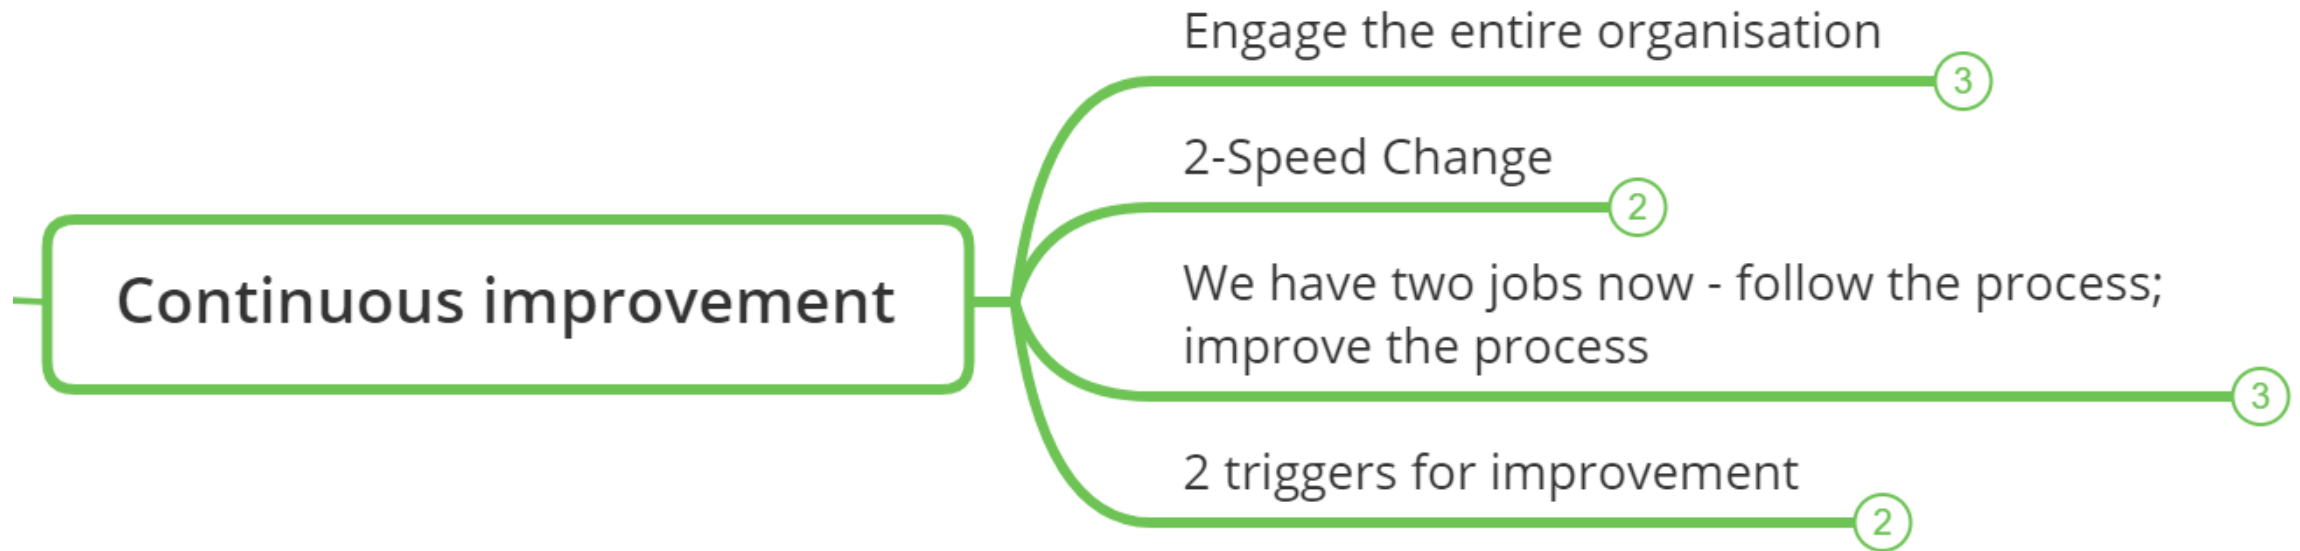 Engage the entire organisation
3
2-Speed Change
2
Continuous improvement
We have two jobs now - follow the process;
improve the process
3
2 triggers for improvement
2